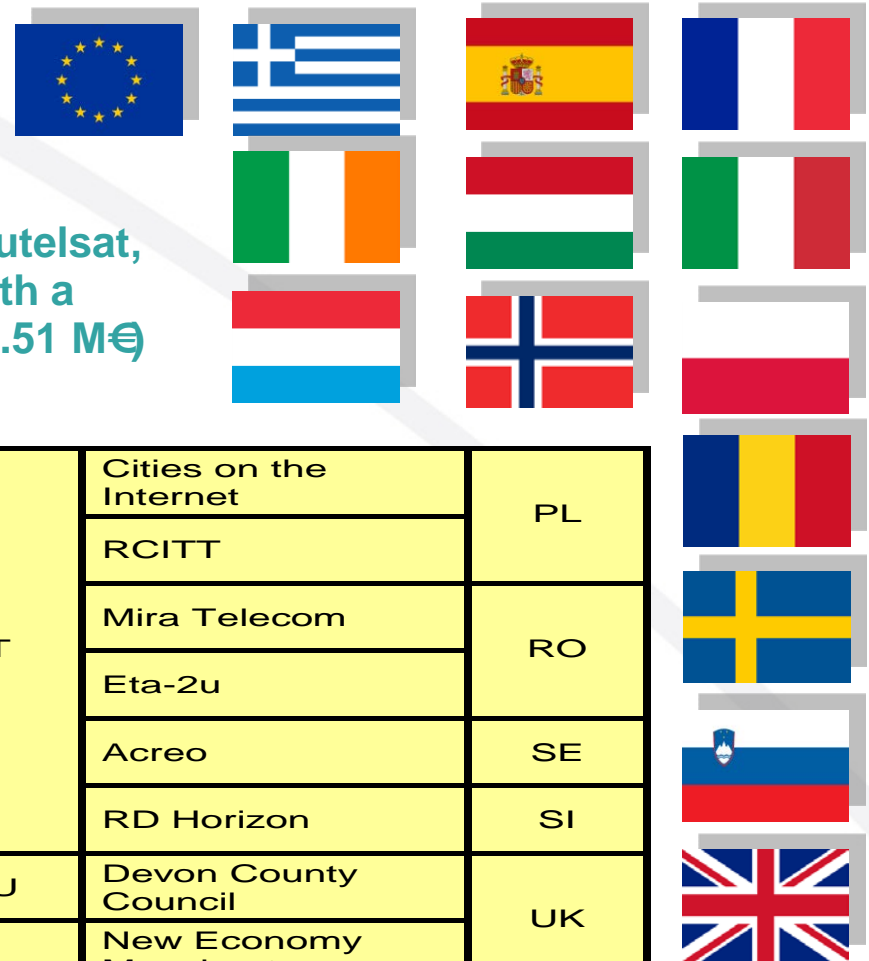 utelsat,
th a
.51 M€)
Cities on the
Internet
PL
RCITT
Mira Telecom
RO
T
Eta-2u
Acreo
SE
RD Horizon
SI
U
Devon County
Council
UK
New Economy